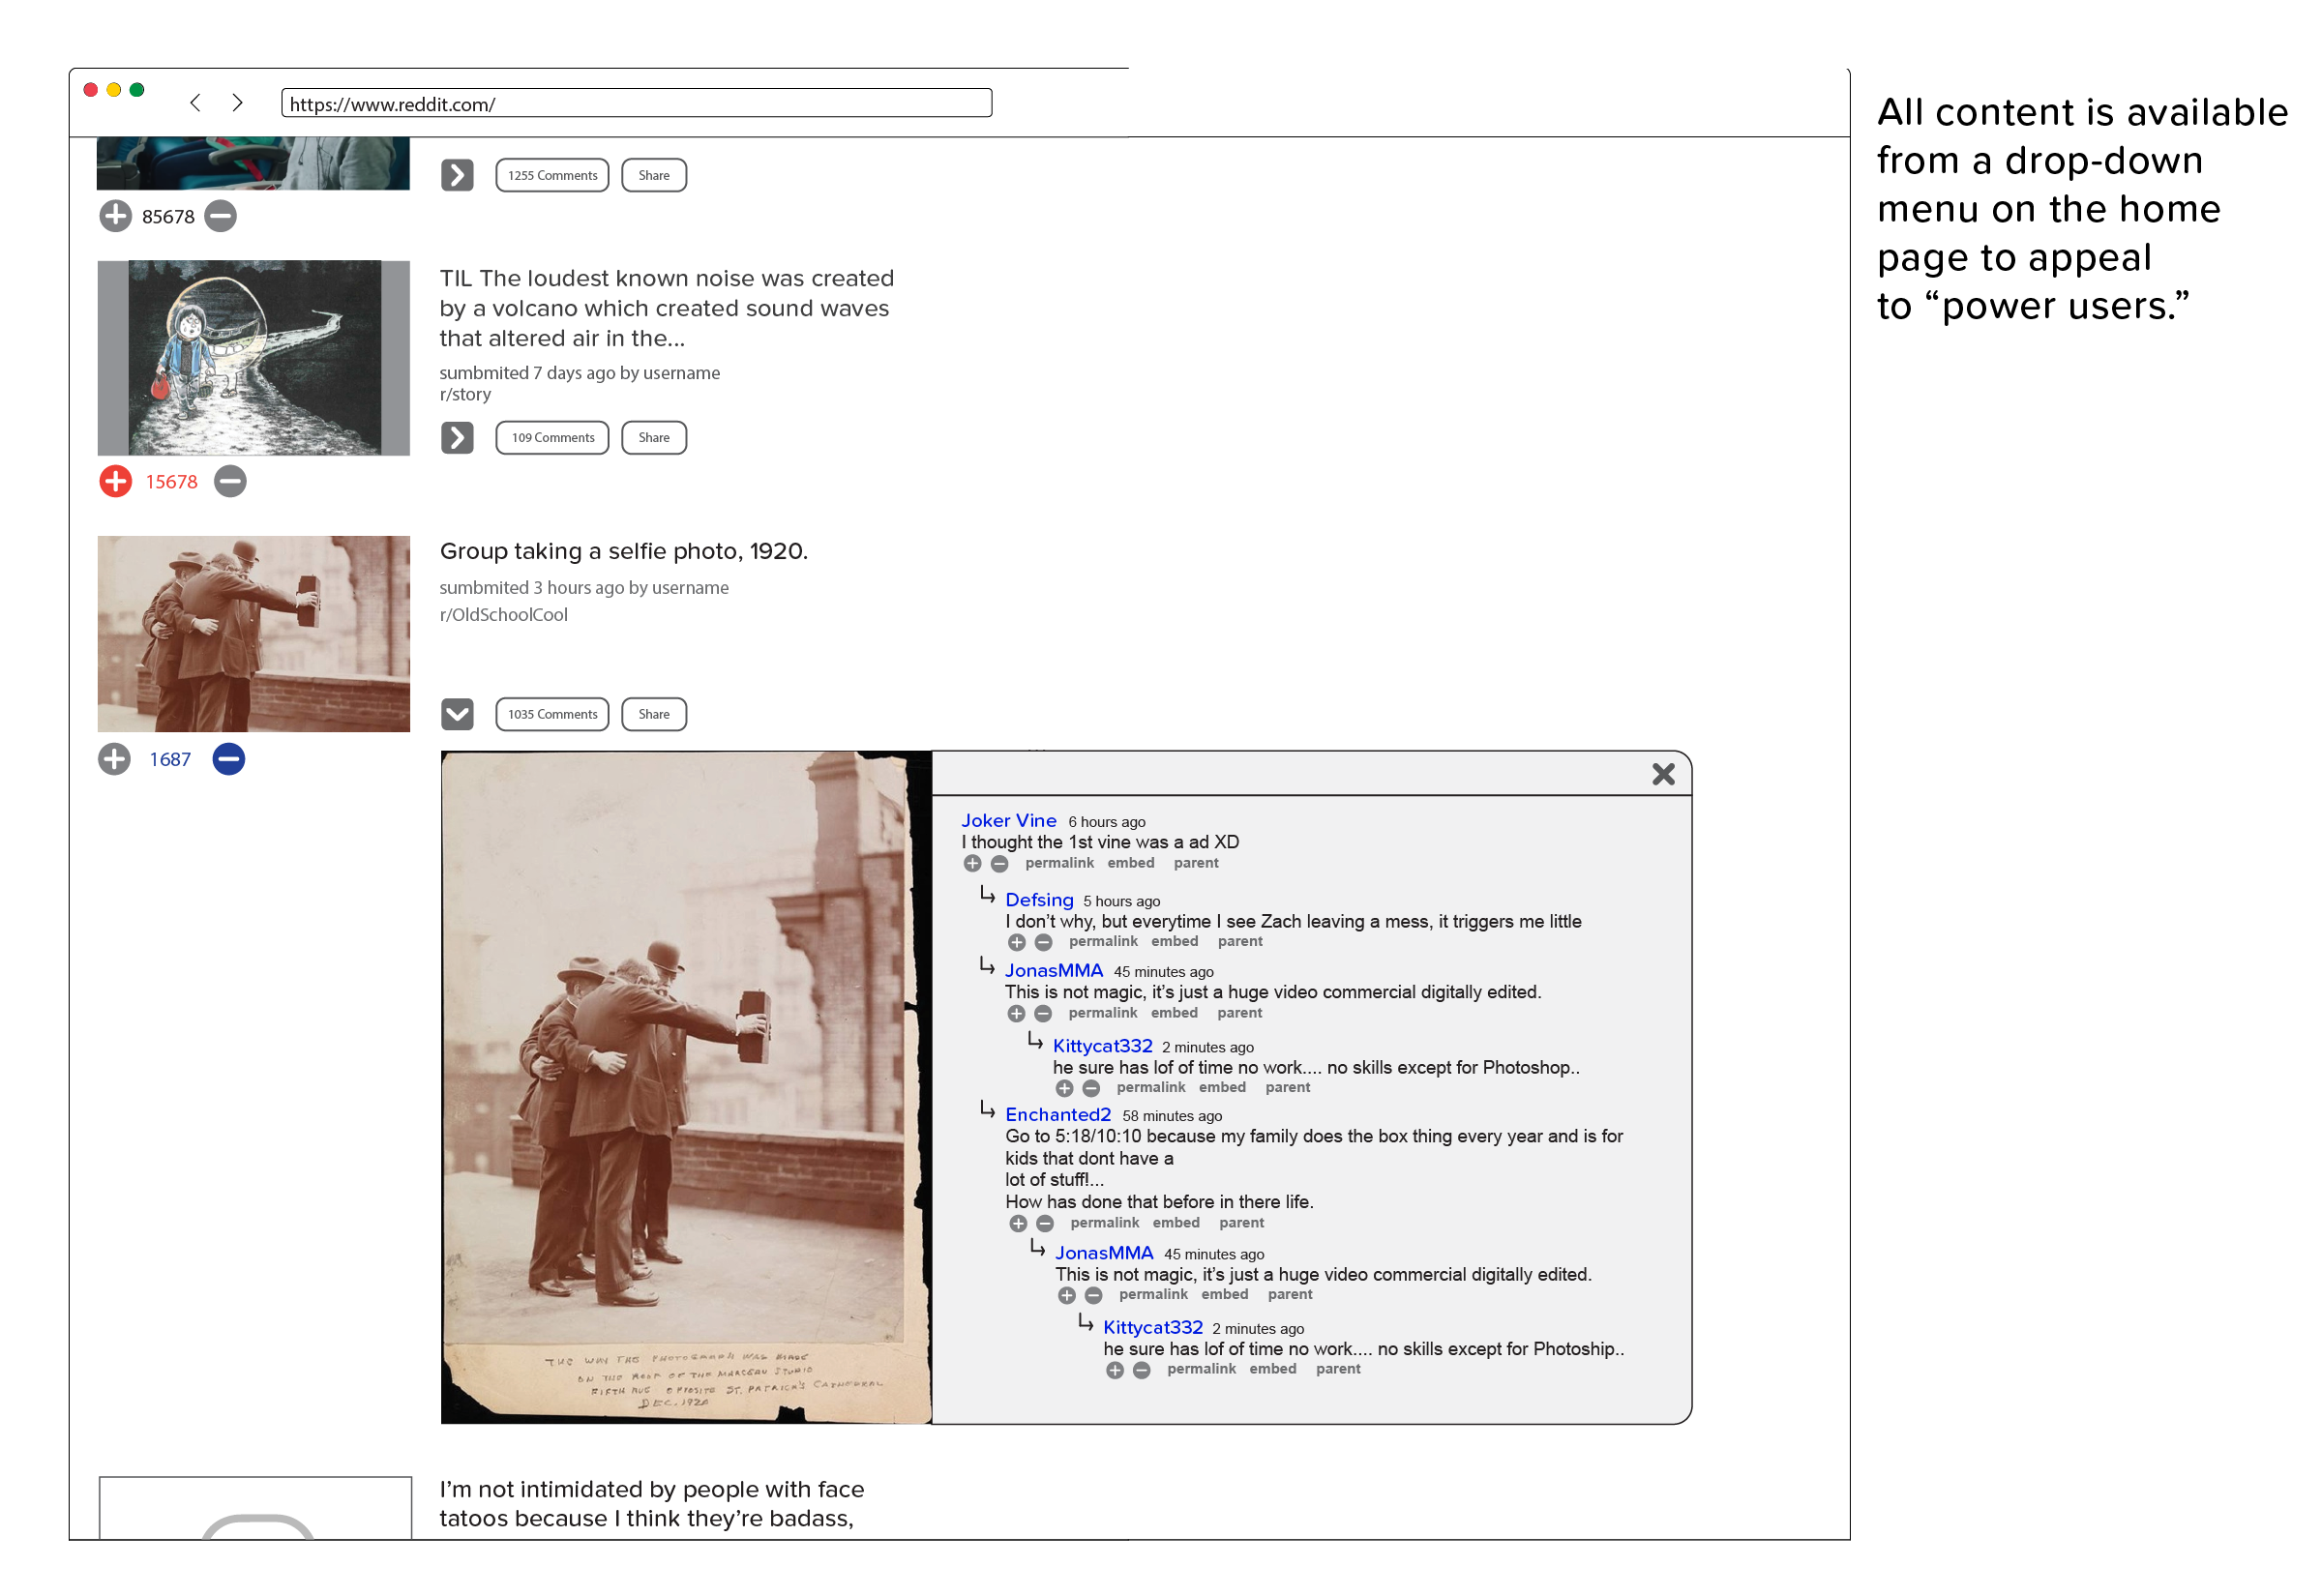 https://www.reddit.com/
All content is available
from a drop-down
menu on the home
page to appeal
to “power users.”
1255 Comments Share
85678
TIL The loudest known noise was created
by a volcano which created sound waves
that altered air in the...
sumbmited 7 days ago by username
r/story
109 Comments Share
15678
Group taking a selfie photo, 1920.
sumbmited 3 hours ago by username
r/OldSchoolCool
1035 Comments Share
1687
Joker Vine 6 hours ago
I thought the 1st vine was a ad XD
permalink embed parent
Defsing 5 hours ago
I don’t why, but everytime I see Zach leaving a mess, it triggers me little
permalink embed parent
JonasMMA 45 minutes ago
This is not magic, it’s just a huge video commercial digitally edited.
permalink embed parent
Kittycat332 2 minutes ago
he sure has lof of time no work.... no skills except for Photoshop..
permalink embed parent
Enchanted2 58 minutes ago
Go to 5:18/10:10 because my family does the box thing every year and is for
kids that dont have a
lot of stuff!...
How has done that before in there life.
permalink embed parent
JonasMMA 45 minutes ago
This is not magic, it’s just a huge video commercial digitally edited.
permalink embed parent
Kittycat332 2 minutes ago
he sure has lof of time no work.... no skills except for Photoship..
permalink embed parent
THE WAY THE PHOTOGRAPH WAS MADE
ON THE ROOF OF THE MARCEAU STUDIO
FIFTH AVE OPPOSITE ST. PATRICK'S CATHEDRAL
DEC. 1920
I’m not intimidated by people with face
tatoos because I think they’re badass,